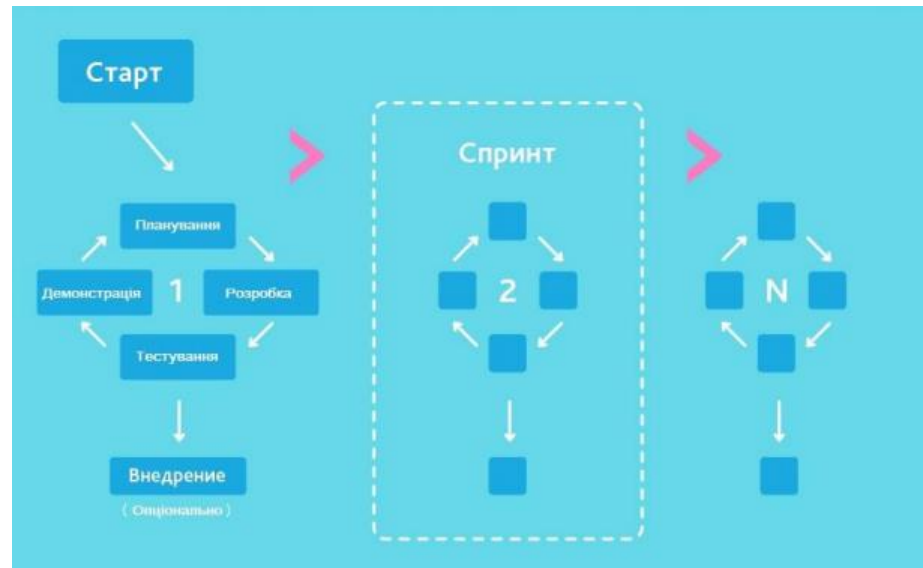 Старт
Спринт
Планування
Демонстрація
1
Розробка
Тестування
2
N
Внедрение
( Опціонально )